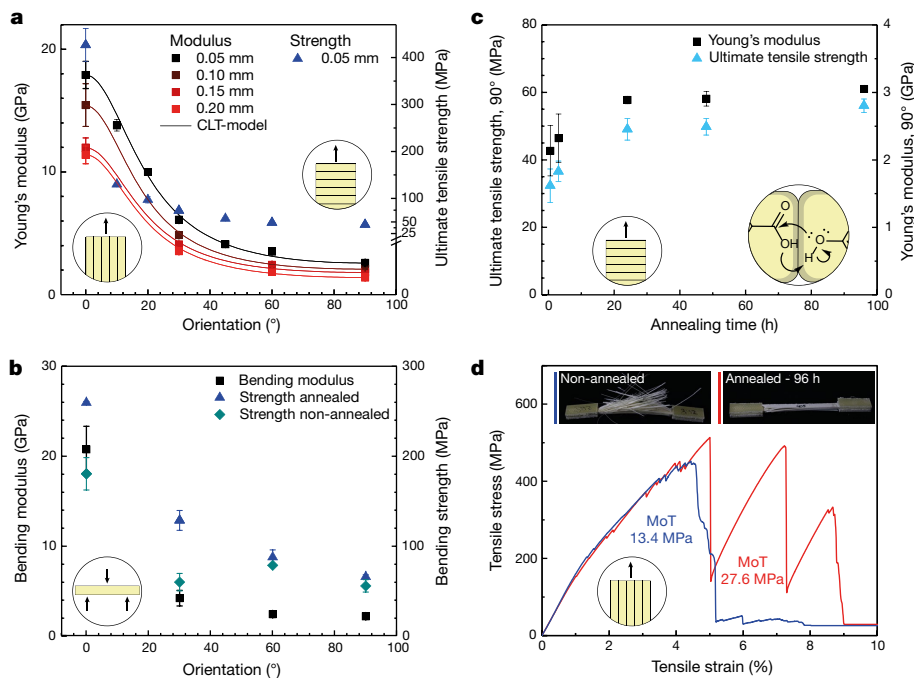 a
Young's modulus (GPa)
20
10
0
Modulus
0.05 mm
0.10 mm
0.15 mm
0.20 mm
CLT-model
Strength
0.05 mm
400
300
200
100
50
25
Ultimate tensile strength (MPa)
0
20
40
60
80
100
Orientation (°)
c
Ultimate tensile strength, 90° (MPa)
80
60
40
20
0
Young's modulus
Ultimate tensile strength
O
OH
O
H
4
3
2
1
0
Young's modulus, 90° (GPa)
0
20
40
60
80
100
Annealing time (h)
b
Bending modulus (GPa)
30
20
10
0
Bending modulus
Strength annealed
Strength non-annealed
300
200
100
0
Bending strength (MPa)
0
20
40
60
80
100
Orientation (°)
d
Tensile stress (MPa)
600
400
200
0
Non-annealed
Annealed - 96 h
MoT
13.4 MPa
MoT
27.6 MPa
0
2
4
6
8
10
Tensile strain (%)